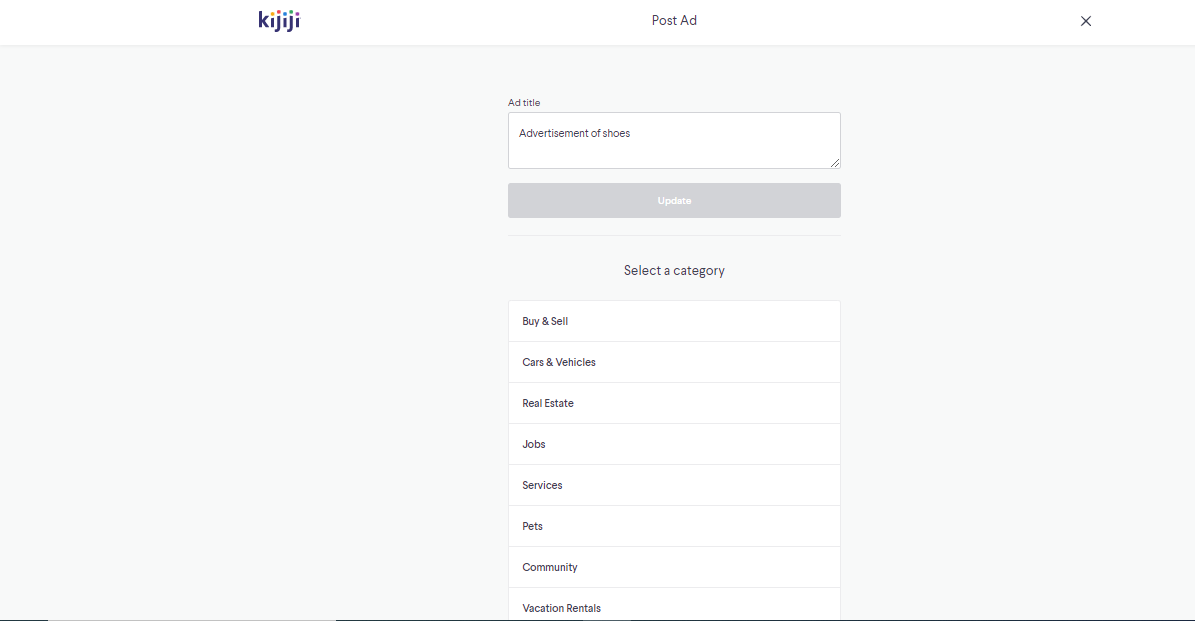 kijiji
Post Ad
Ad title
Advertisement of shoes
Update
Select a category
Buy & Sell
Cars & Vehicles
Real Estate
Jobs
Services
Pets
Community
Vacation Rentals